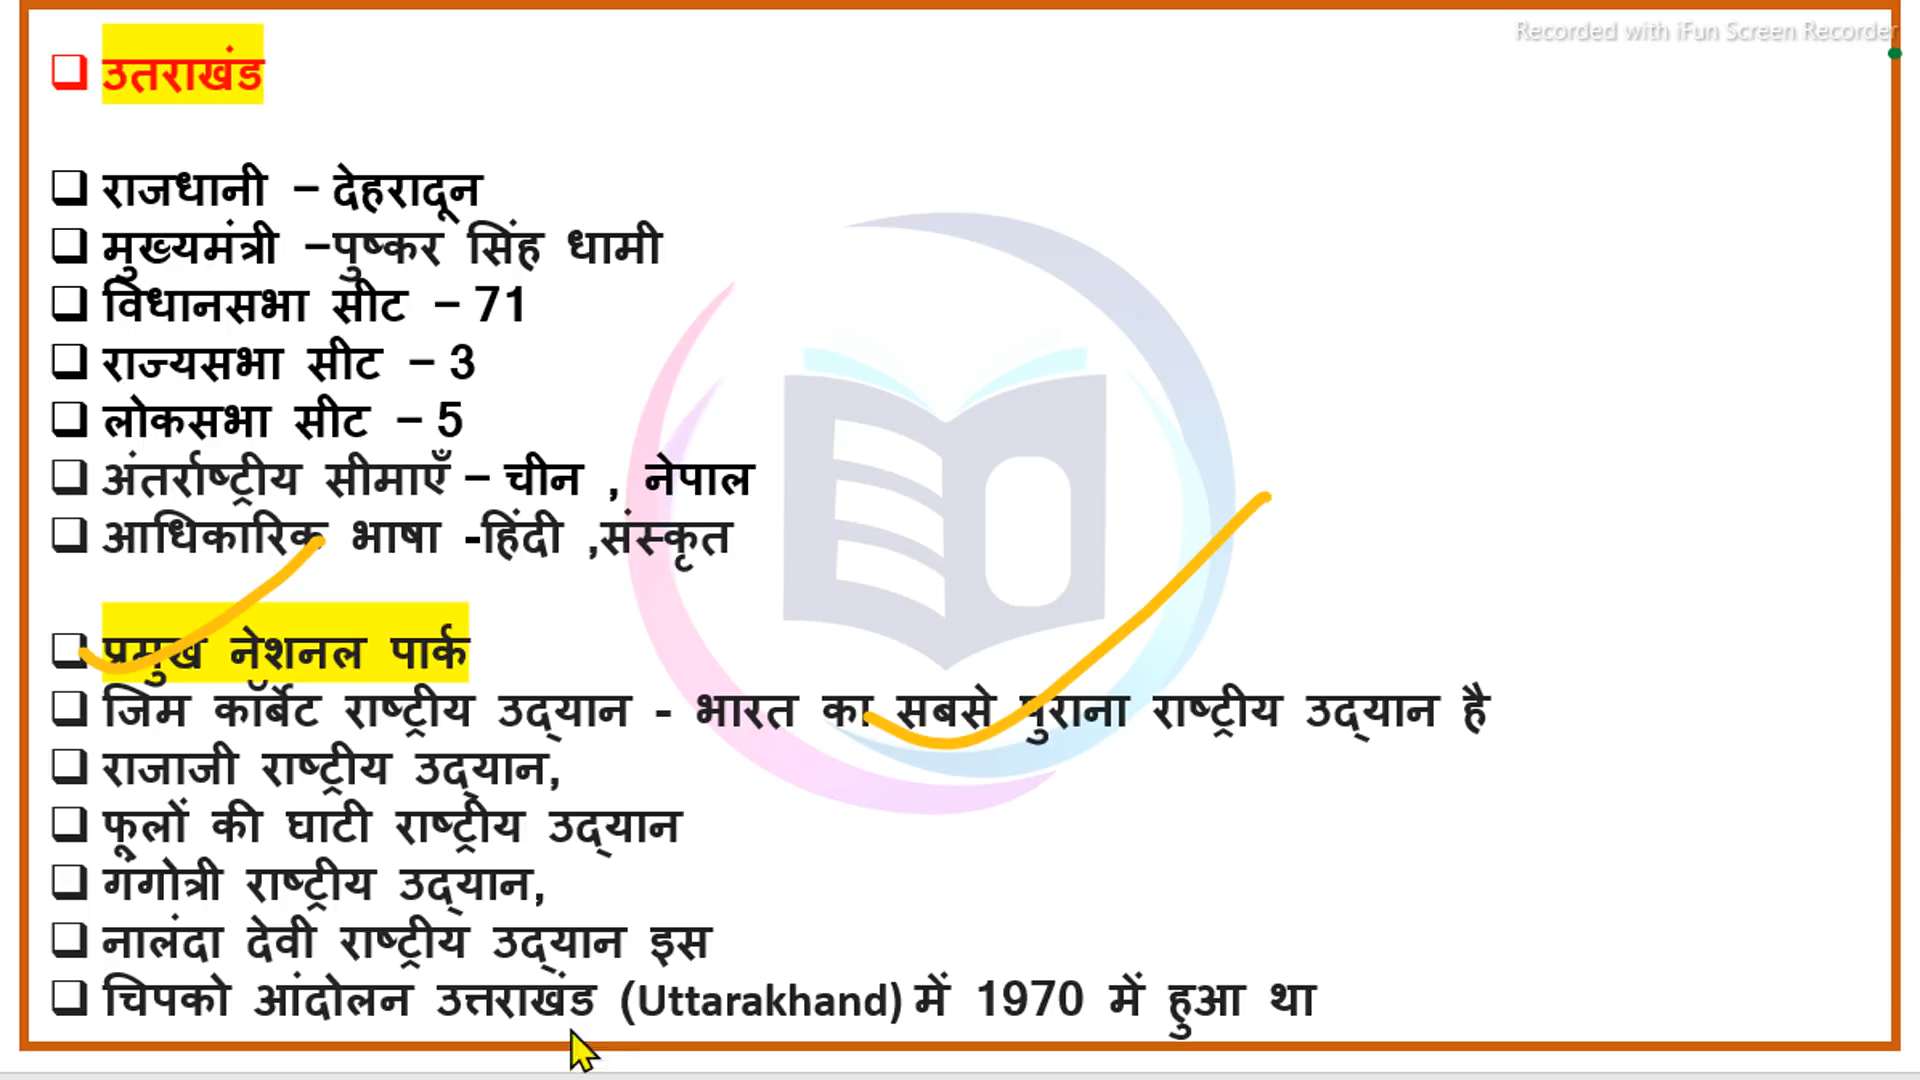 Recorded with iFun Screen Recorder
उतराखंड
राजधानी – देहरादून
मुख्यमंत्री –पुष्कर सिंह धामी
विधानसभा सीट – 71
राज्यसभा सीट – 3
लोकसभा सीट – 5
अंतर्राष्ट्रीय सीमाएँ – चीन , नेपाल
आधिकारिक भाषा -हिंदी ,संस्कृत
प्रमुख नेशनल पार्क
जिम कॉर्बेट राष्ट्रीय उद्यान - भारत का सबसे पुराना राष्ट्रीय उद्यान है
राजाजी राष्ट्रीय उद्यान,
फूलों की घाटी राष्ट्रीय उद्यान
गंगोत्री राष्ट्रीय उद्यान,
नालंदा देवी राष्ट्रीय उद्यान इस
चिपको आंदोलन उत्तराखंड (Uttarakhand) में 1970 में हुआ था